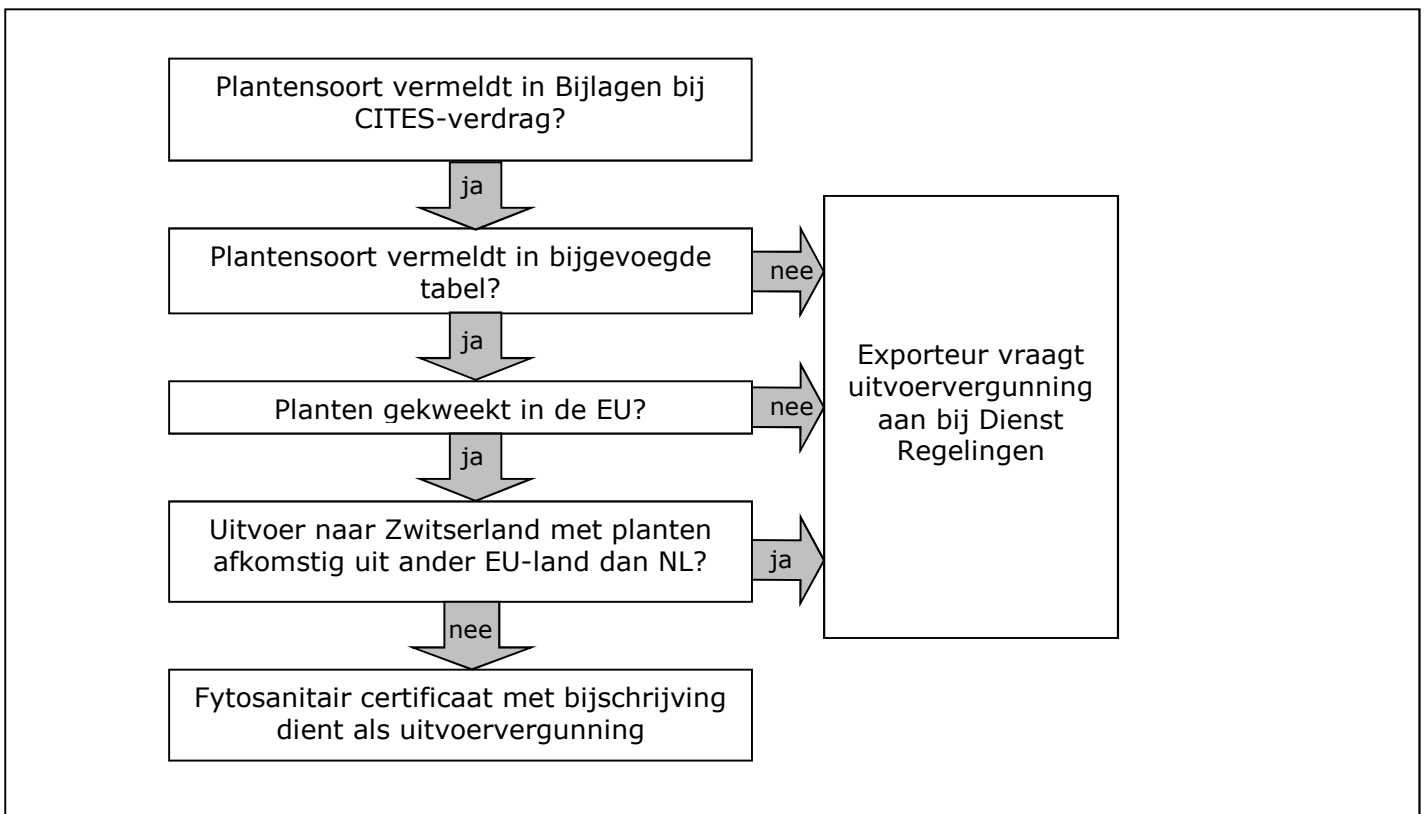 Plantensoort vermeldt in Bijlagen bij
CITES-verdrag?
ja
Plantensoort vermeldt in bijgevoegde
tabel?
nee
ja
Planten gekweekt in de EU?
nee
ja
Uitvoer naar Zwitserland met planten
afkomstig uit ander EU-land dan NL?
ja
nee
Fytosanitair certificaat met bijschrijving
dient als uitvoervergunning
Exporteur vraagt
uitvoervergunning
aan bij Dienst
Regelingen